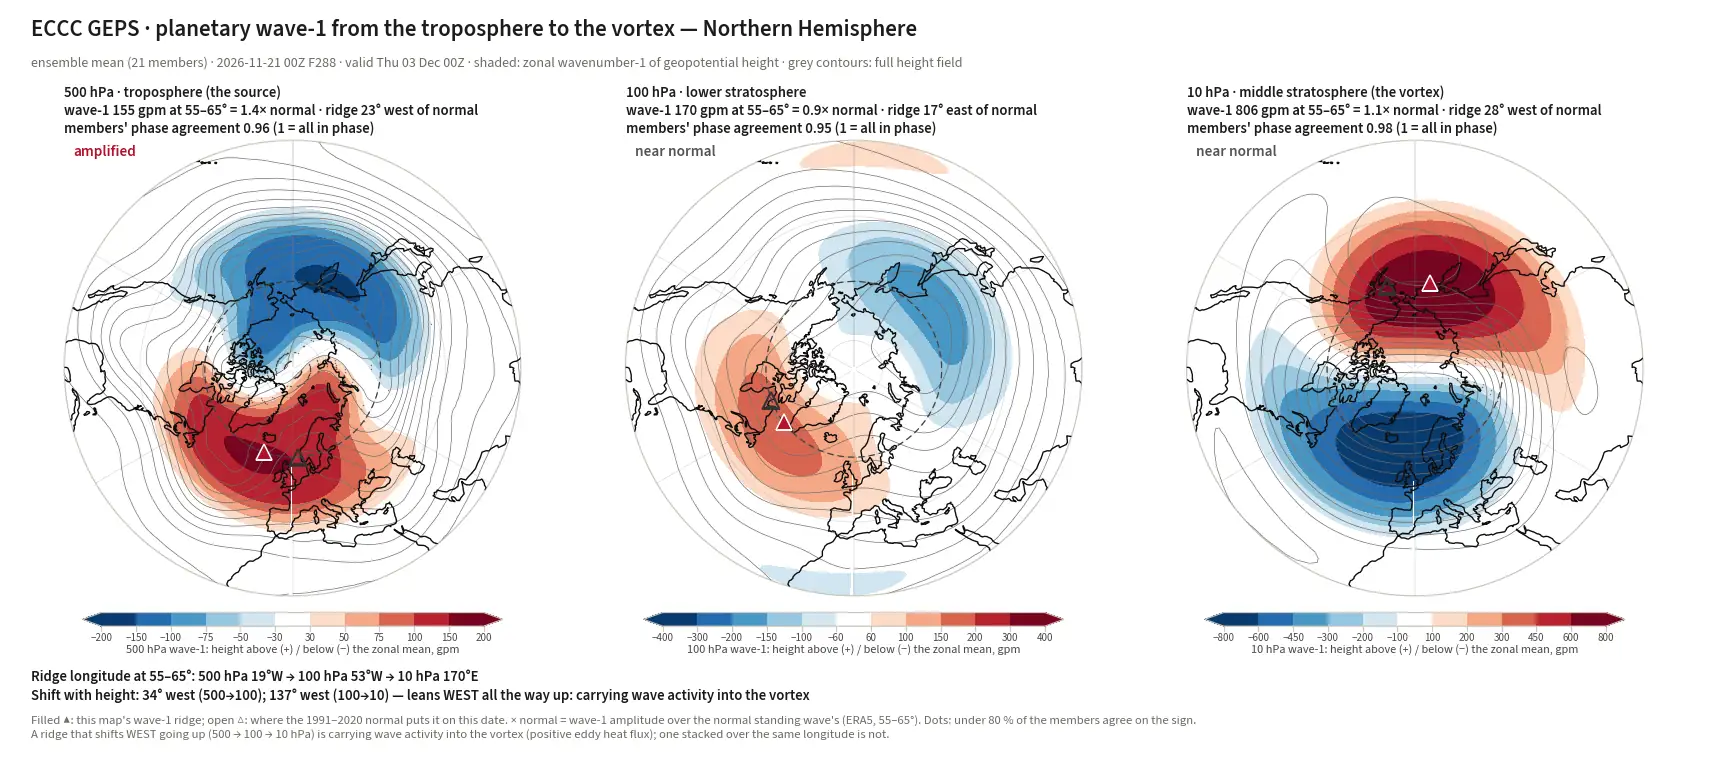 ECCC GEPS · planetary wave-1 from the troposphere to the vortex — Northern Hemisphere
ensemble mean (21 members) · 2026-11-21 00Z F288 · valid Thu 03 Dec 00Z · shaded: zonal wavenumber-1 of geopotential height · grey contours: full height field
500 hPa · troposphere (the source)
wave-1 155 gpm at 55–65° = 1.4× normal · ridge 23° west of normal
members' phase agreement 0.96 (1 = all in phase)
amplified
100 hPa · lower stratosphere
wave-1 170 gpm at 55–65° = 0.9× normal · ridge 17° east of normal
members' phase agreement 0.95 (1 = all in phase)
near normal
10 hPa · middle stratosphere (the vortex)
wave-1 806 gpm at 55–65° = 1.1× normal · ridge 28° west of normal
members' phase agreement 0.98 (1 = all in phase)
near normal
−200 −150 −100 −75 −50 −30 30 50 75 100 150 200
500 hPa wave-1: height above (+) / below (−) the zonal mean, gpm
−400 −300 −200 −150 −100 −60 60 100 150 200 300 400
100 hPa wave-1: height above (+) / below (−) the zonal mean, gpm
−800 −600 −450 −300 −200 −100 100 200 300 450 600 800
10 hPa wave-1: height above (+) / below (−) the zonal mean, gpm
Ridge longitude at 55–65°: 500 hPa 19°W → 100 hPa 53°W → 10 hPa 170°E
Shift with height: 34° west (500→100); 137° west (100→10) — leans WEST all the way up: carrying wave activity into the vortex
Filled ▲: this map's wave-1 ridge; open △: where the 1991–2020 normal puts it on this date. × normal = wave-1 amplitude over the normal standing wave's (ERA5, 55–65°). Dots: under 80 % of the members agree on the sign.
A ridge that shifts WEST going up (500 → 100 → 10 hPa) is carrying wave activity into the vortex (positive eddy heat flux); one stacked over the same longitude is not.